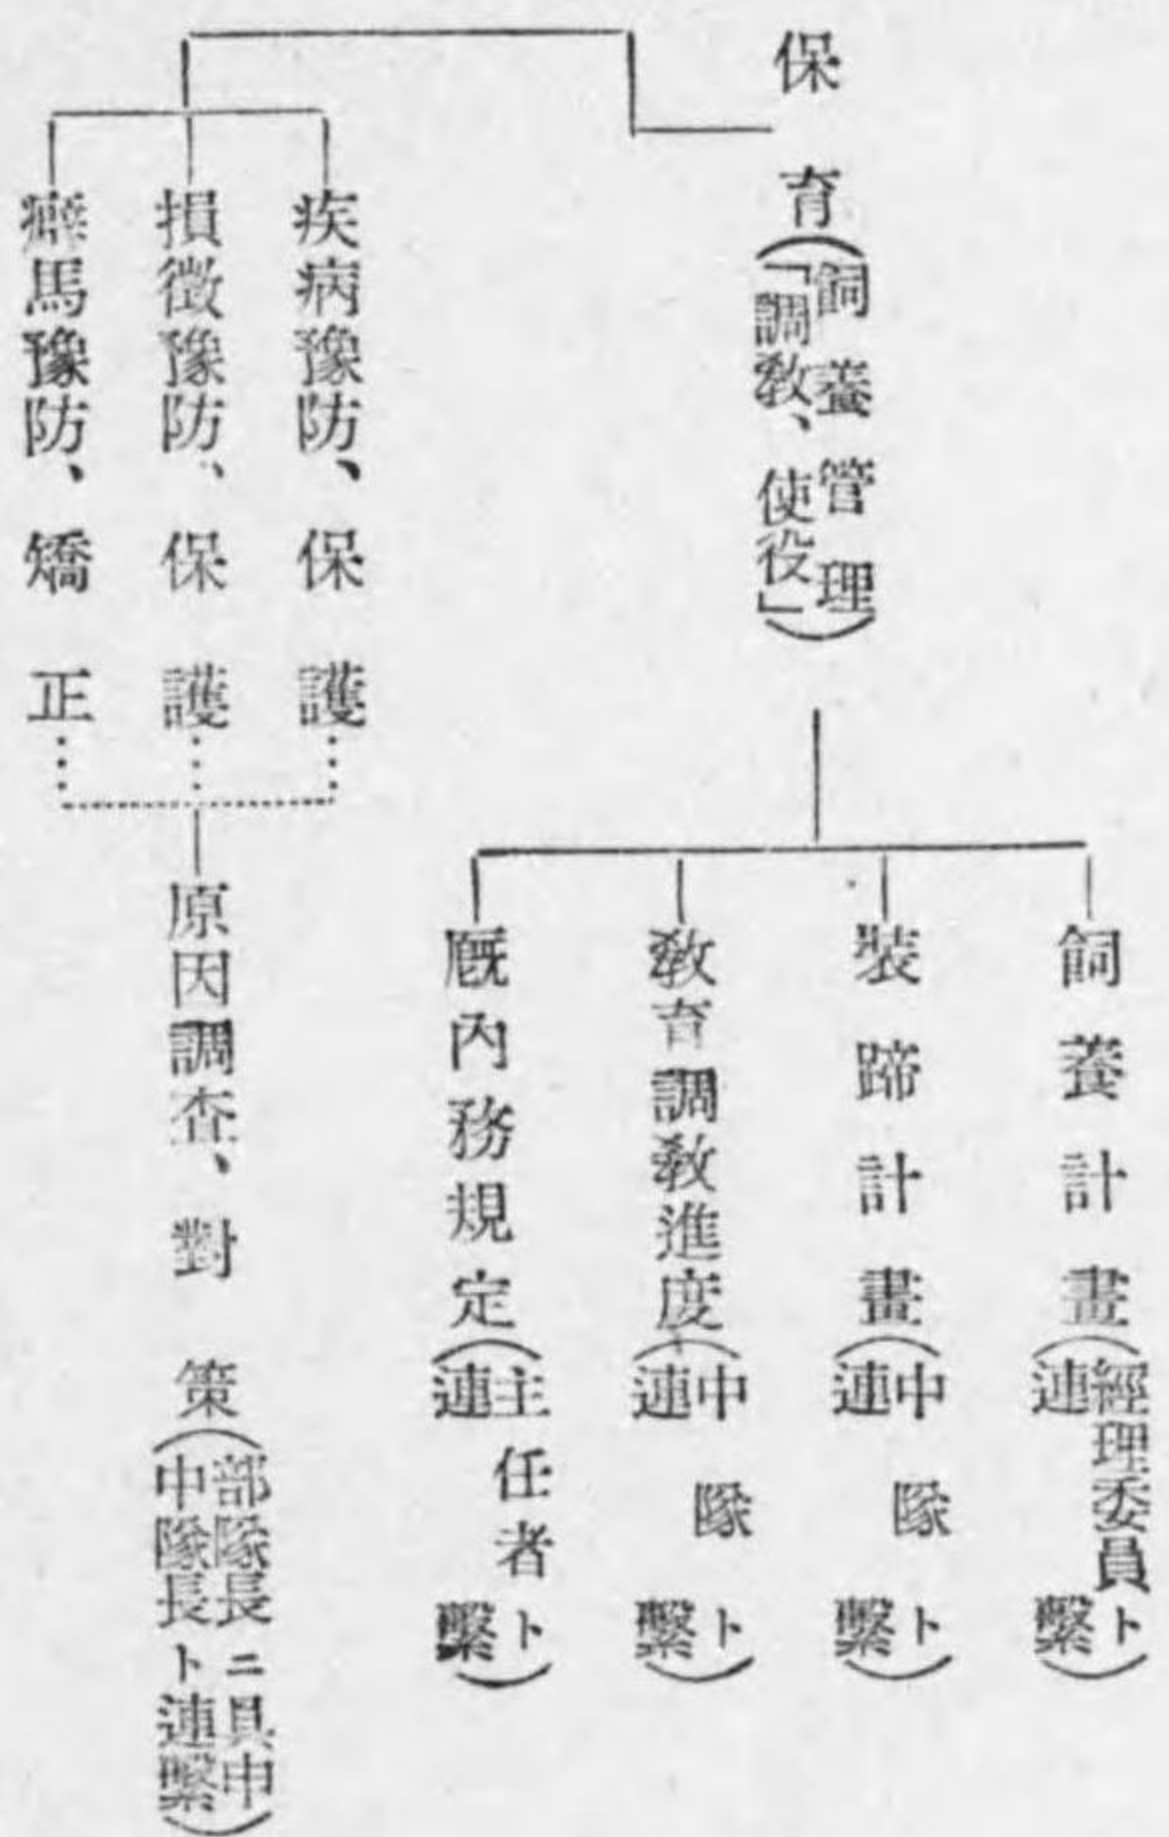 保育(飼養管理「調教、使役」)
飼養計畫(經理委員ト連繫)
裝蹄計畫(中隊ト連繫)
教育調教進度(中隊ト連繫)
厩內務規定(主任者ト連繫)
疾病豫防、保護
損徵豫防、保護
癖馬豫防、矯正
原因調査、對策(部隊長ニ具申中隊長ト連繫)